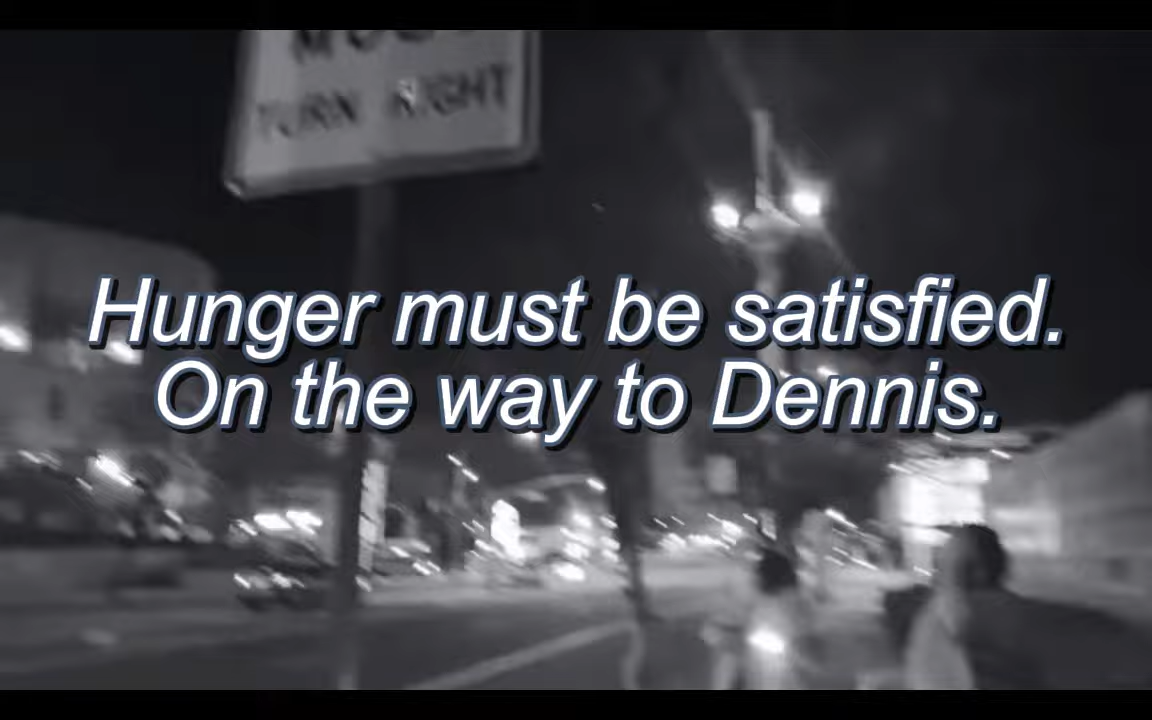 TURN RIGHT
Hunger must be satisfied.
On the way to Dennis.